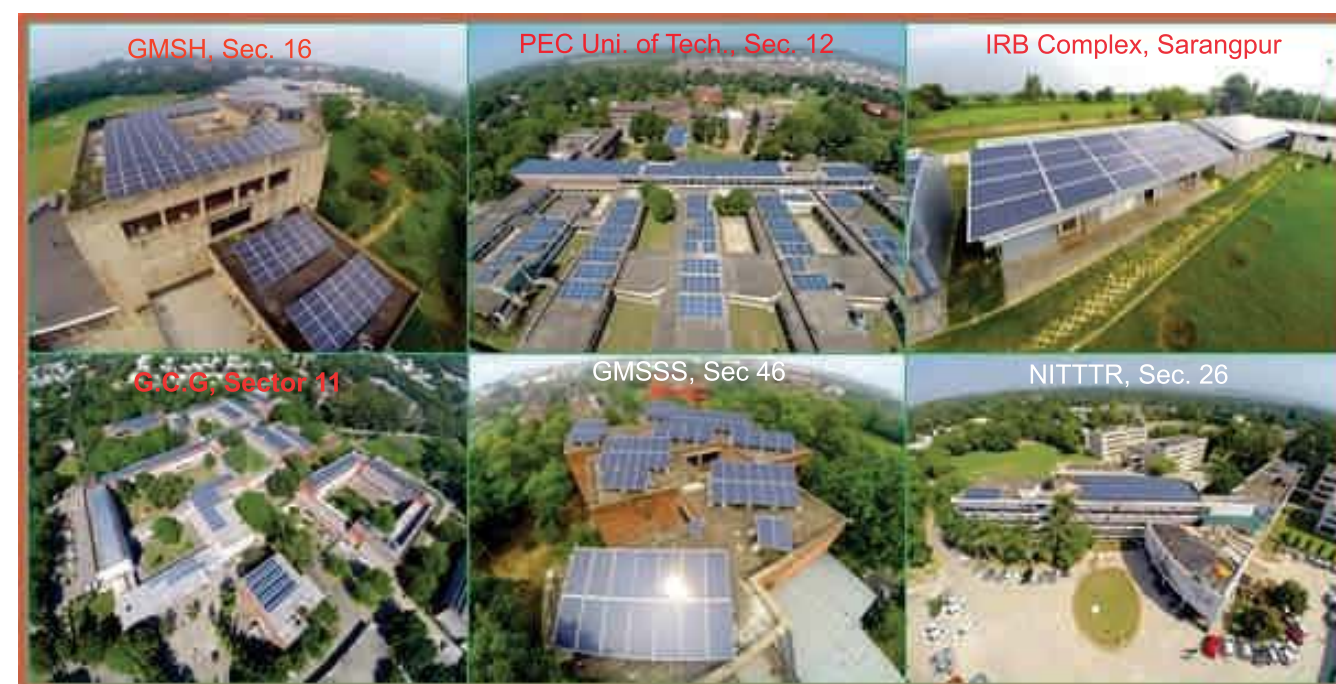 GMSH, Sec. 16
PEC Uni. of Tech., Sec. 12
IRB Complex, Sarangpur
G.C.G, Sector 11
GMSSS, Sec 46
NITTTR, Sec. 26